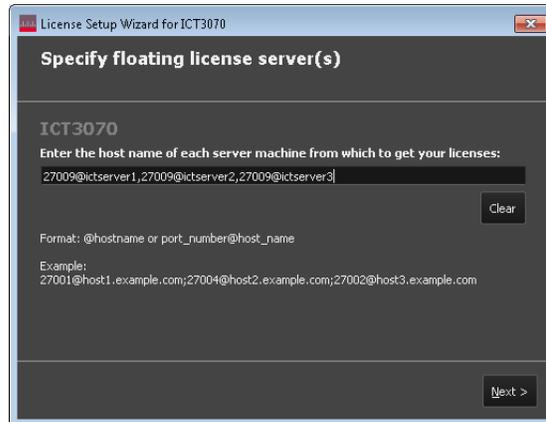 License Setup Wizard for ICT3070
Specify floating license server(s)
ICT3070
Enter the host name of each server machine from which to get your licenses:
27009@ictserver1,27009@ictserver2,27009@ictserver3
Clear
Format: @hostname or port_number@host_name
Example:
27001@host1.example.com;27004@host2.example.com;27002@host3.example.com
Next >